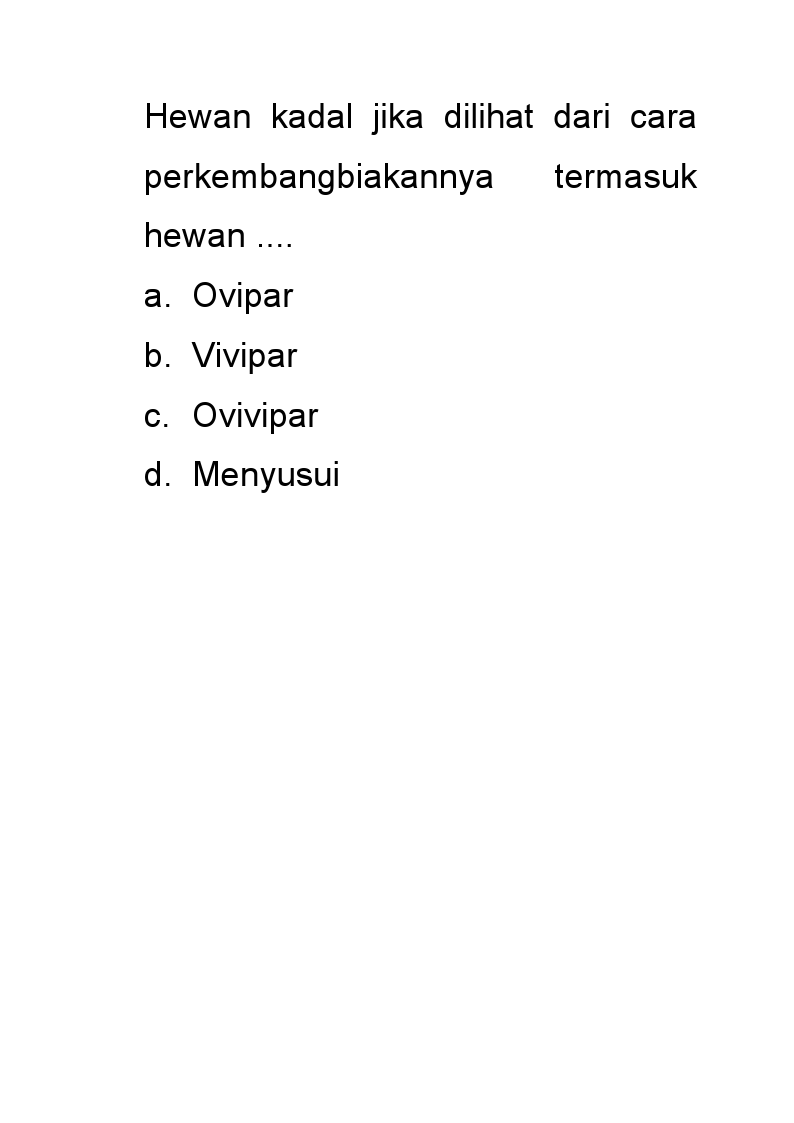 Hewan kadal jika dilihat dari cara
perkembangbiakannya termasuk
hewan ....
a. Ovipar
b. Vivipar
c. Ovivipar
d. Menyusui